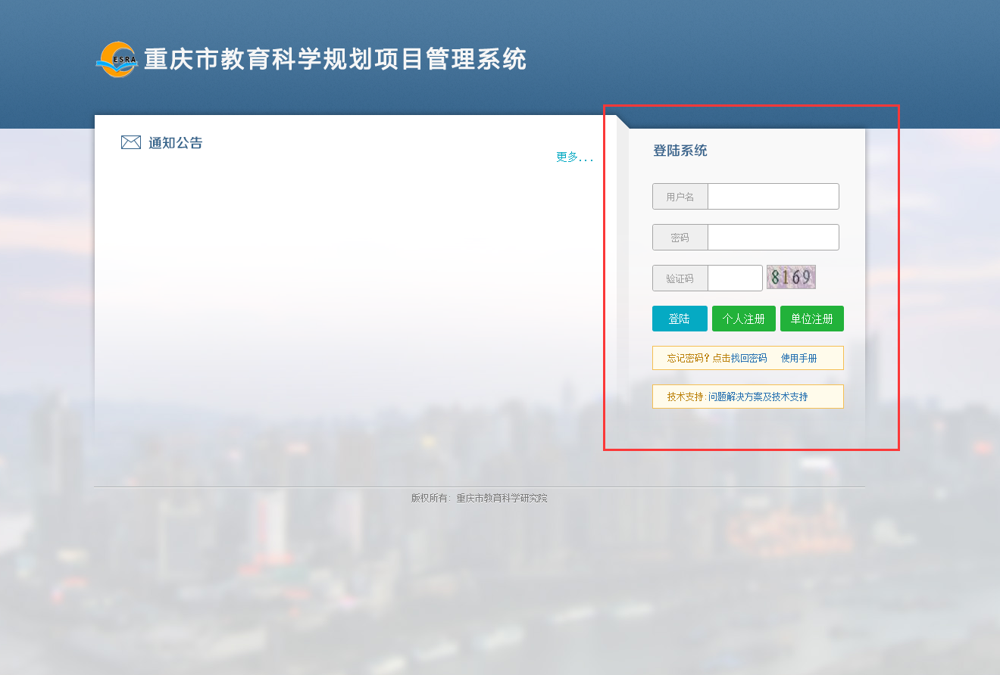 ESRA
重庆市教育科学规划项目管理系统
通知公告
更多...
登陆系统
用户名
密码
验证码 8169
登陆 个人注册 单位注册
忘记密码?点击找回密码 使用手册
技术支持:问题解决方案及技术支持
版权所有：重庆市教育科学研究院